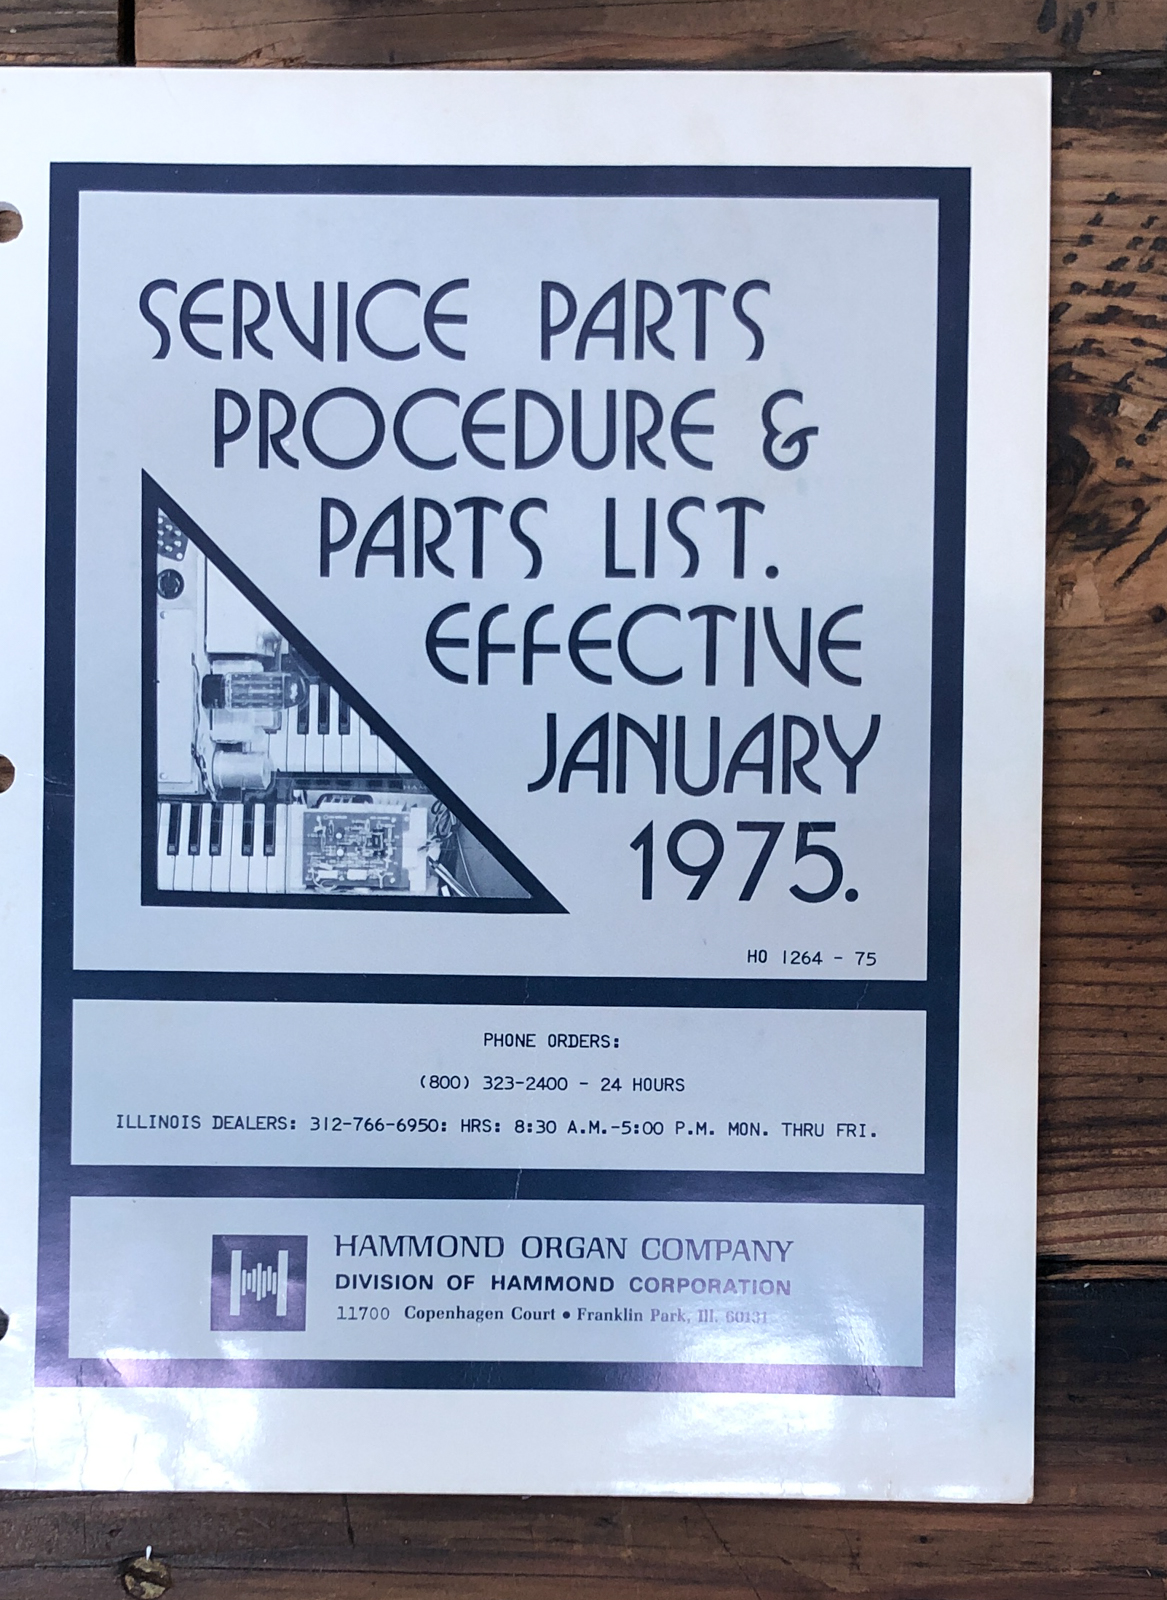 SERVICE PARTS
PROCEDURE &
PARTS LIST.
EFFECTIVE
JANUARY
1975.
HO 1264 - 75
PHONE ORDERS:
(800) 323-2400 - 24 HOURS
ILLINOIS DEALERS: 312-766-6950: HRS: 8:30 A.M.-5:00 P.M. MON. THRU FRI.
HAMMOND ORGAN COMPANY
DIVISION OF HAMMOND CORPORATION
11700 Copenhagen Court • Franklin Park, Ill. 60131